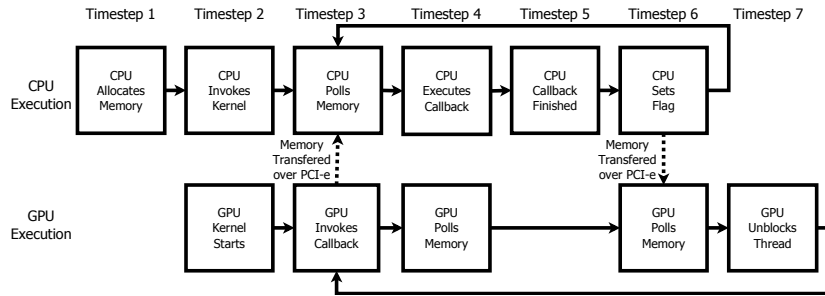 Timestep 1 Timestep 2 Timestep 3 Timestep 4 Timestep 5 Timestep 6 Timestep 7
CPU
Execution
CPU
Allocates
Memory
CPU
Invokes
Kernel
CPU
Polls
Memory
CPU
Executes
Callback
CPU
Callback
Finished
CPU
Sets
Flag
Memory
Transfered
over PCI-e
Memory
Transfered
over PCI-e
GPU
Execution
GPU
Kernel
Starts
GPU
Invokes
Callback
GPU
Polls
Memory
GPU
Polls
Memory
GPU
Unblocks
Thread